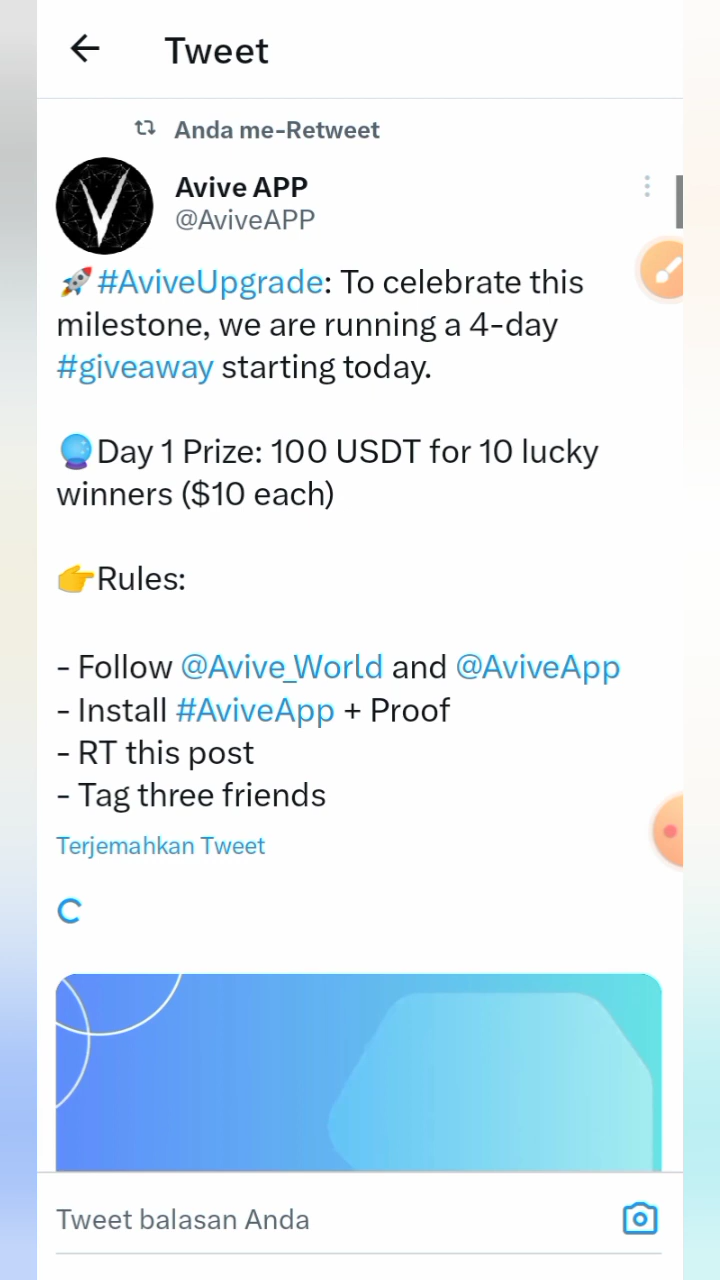 Tweet
Anda me-Retweet
Avive APP
@AviveAPP
🚀#AviveUpgrade: To celebrate this
milestone, we are running a 4-day
#giveaway starting today.
🔮Day 1 Prize: 100 USDT for 10 lucky
winners ($10 each)
👉Rules:
- Follow @Avive_World and @AviveApp
- Install #AviveApp + Proof
- RT this post
- Tag three friends
Terjemahkan Tweet
Tweet balasan Anda